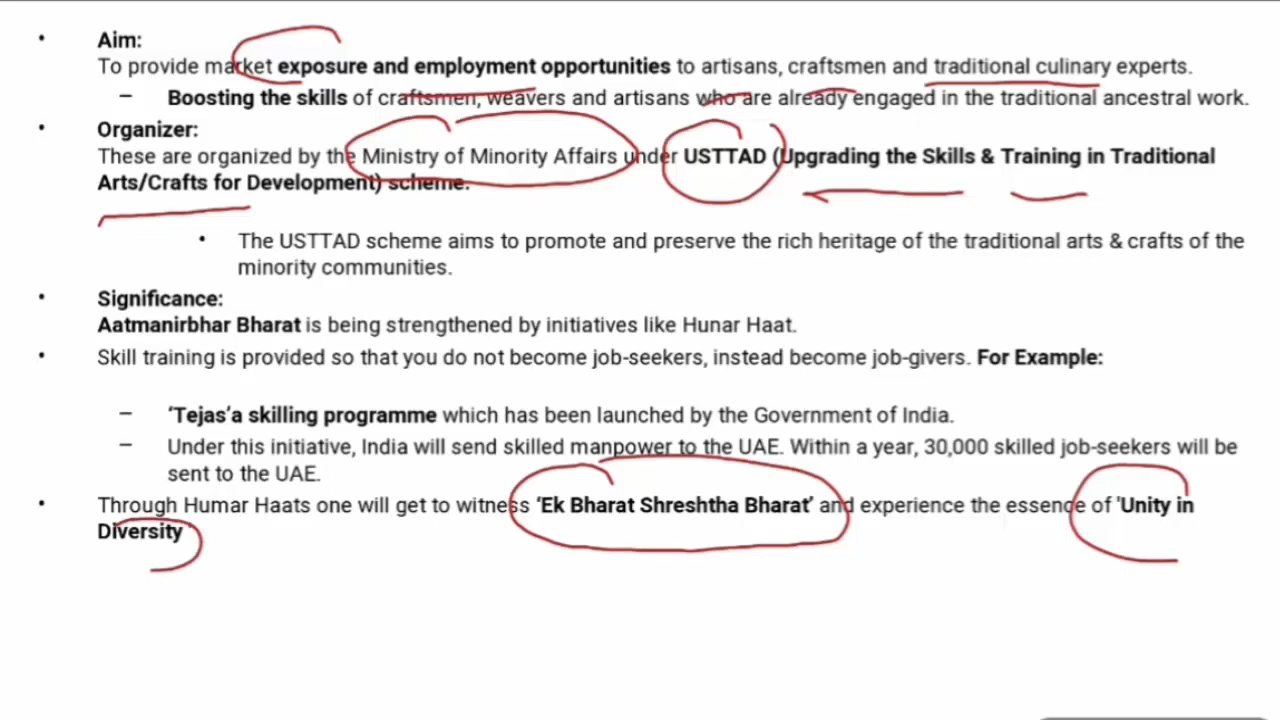 • Aim:
To provide market exposure and employment opportunities to artisans, craftsmen and traditional culinary experts.
– Boosting the skills of craftsmen, weavers and artisans who are already engaged in the traditional ancestral work.
• Organizer:
These are organized by the Ministry of Minority Affairs under USTTAD (Upgrading the Skills & Training in Traditional
Arts/Crafts for Development) scheme.
• The USTTAD scheme aims to promote and preserve the rich heritage of the traditional arts & crafts of the
minority communities.
• Significance:
Aatmanirbhar Bharat is being strengthened by initiatives like Hunar Haat.
• Skill training is provided so that you do not become job-seekers, instead become job-givers. For Example:
– ‘Tejas’a skilling programme which has been launched by the Government of India.
– Under this initiative, India will send skilled manpower to the UAE. Within a year, 30,000 skilled job-seekers will be
sent to the UAE.
• Through Humar Haats one will get to witness ‘Ek Bharat Shreshtha Bharat’ and experience the essence of 'Unity in
Diversity'